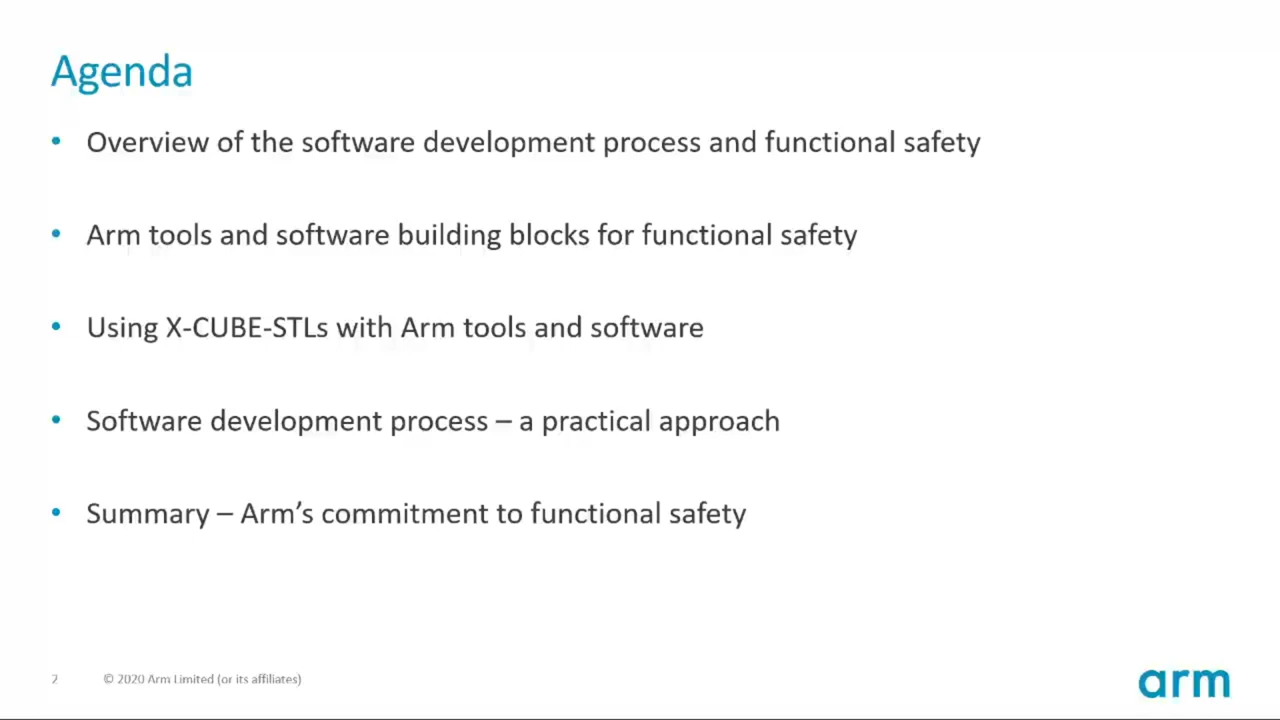 Agenda
• Overview of the software development process and functional safety
• Arm tools and software building blocks for functional safety
• Using X-CUBE-STLs with Arm tools and software
• Software development process – a practical approach
• Summary – Arm’s commitment to functional safety
2 © 2020 Arm Limited (or its affiliates)
arm